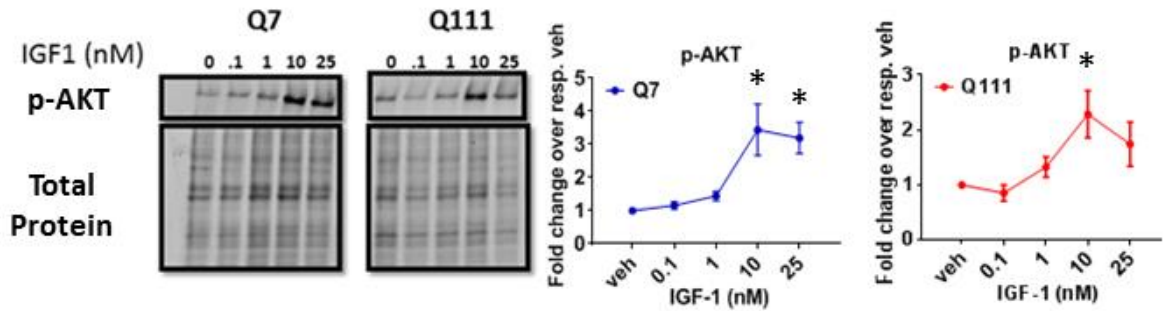 Q7
Q111
IGF1 (nM)
0 .1 1 10 25
0 .1 1 10 25
p-AKT
Total
Protein
p-AKT
Fold change over resp. veh
Q7
*
*
5
4
3
2
1
0
veh
0.1
1
10
25
IGF-1 (nM)
p-AKT
Fold change over resp. veh
Q111
*
3
2
1
0
veh
0.1
1
10
25
IGF-1 (nM)